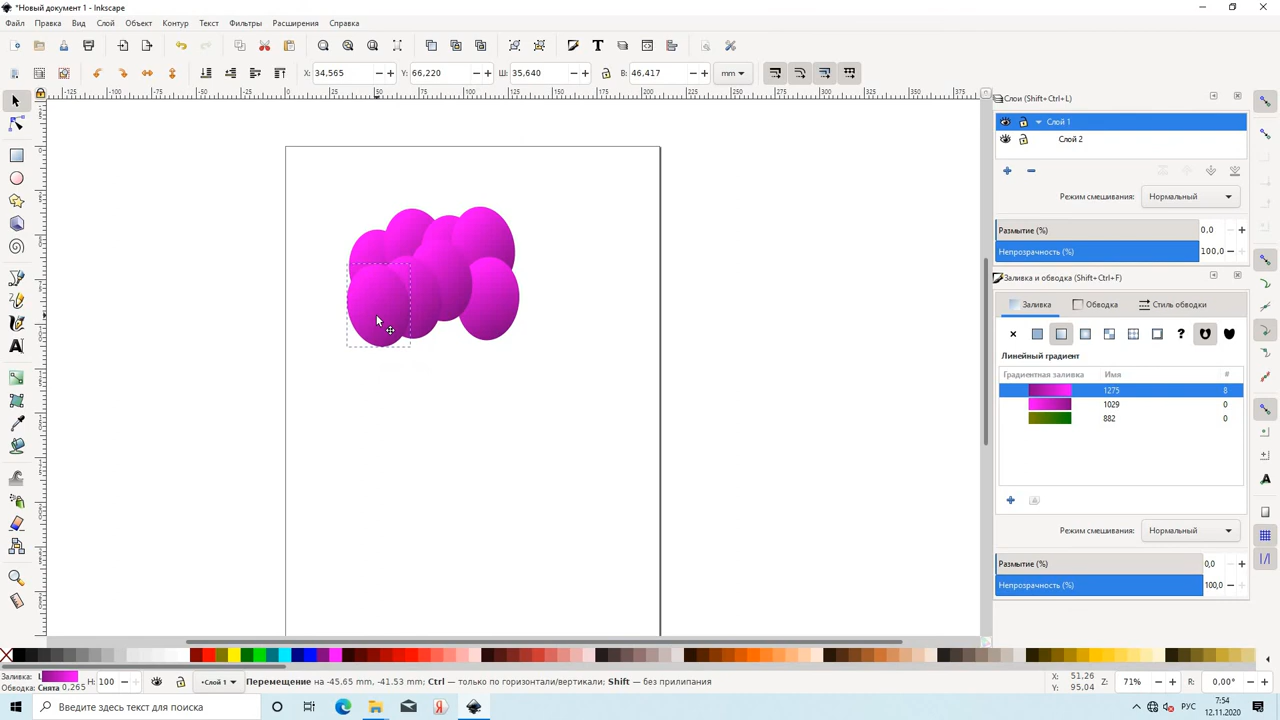 *Новый документ 1 - Inkscape
Файл Правка Вид Слой Объект Контур Текст Фильтры Расширения Справка
X: 34,565 Y: 66,220 Ш: 35,640 В: 46,417 mm
Слои (Shift+Ctrl+L)
Слой 1
Слой 2
Режим смешивания: Нормальный
Размытие (%) 0,0
Непрозрачность (%) 100,0
Заливка и обводка (Shift+Ctrl+F)
Заливка Обводка Стиль обводки
Линейный градиент
Градиентная заливка Имя #
1275 8
1029 0
882 0
Режим смешивания: Нормальный
Размытие (%) 0,0
Непрозрачность (%) 100,0
Заливка: L
Обводка: Снята 0,265
Н: 100
•Слой 1
Перемещение на -45.65 mm, -41.53 mm; Ctrl — только по горизонтали/вертикали; Shift — без прилипания
X: 51.26
Y: 95,04
Z: 71%
R: 0,00°
Введите здесь текст для поиска
РУС
7:54
12.11.2020